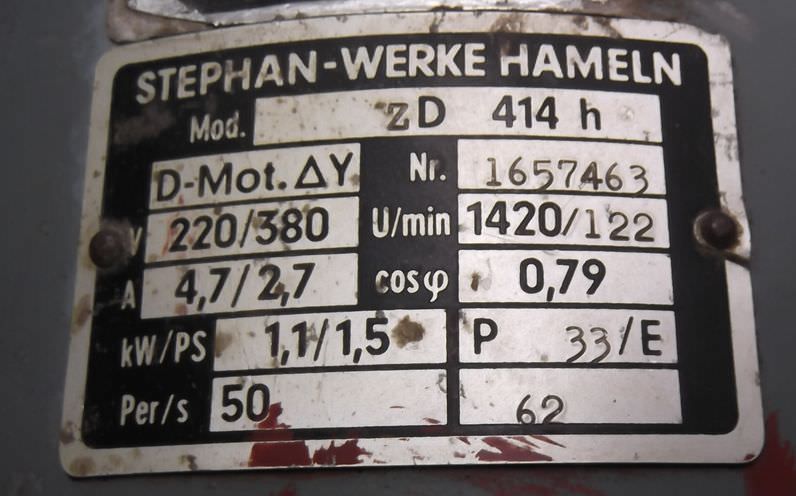 STEPHAN-WERKE HAMELN
Mod. zD 414 h
D-Mot. ΔY Nr. 1657463
V 220/380 U/min 1420/122
A 4,7/2,7 cosφ 0,79
kW/PS 1,1/1,5 P 33/E
Per/s 50 62